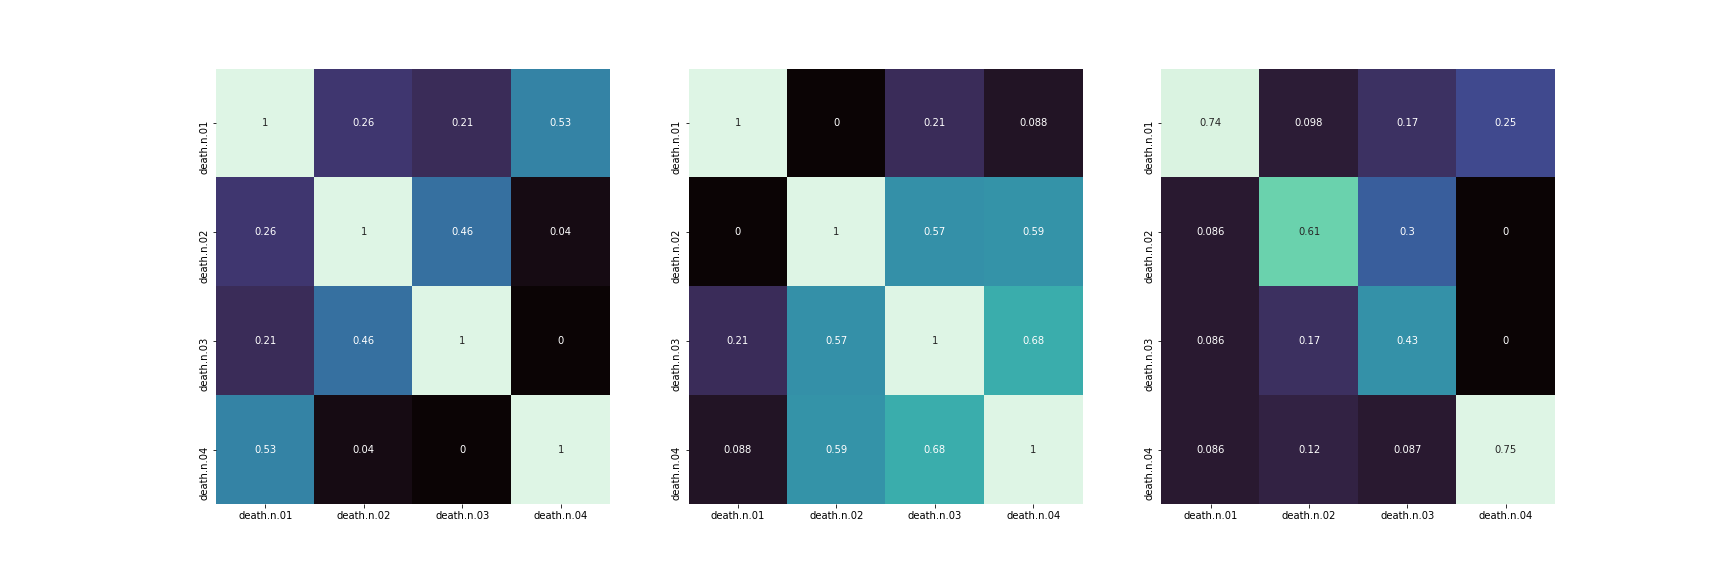 death.n.01 1 0.26 0.21 0.53
death.n.02 0.26 1 0.46 0.04
death.n.03 0.21 0.46 1 0
death.n.04 0.53 0.04 0 1
death.n.01 death.n.02 death.n.03 death.n.04
death.n.01 1 0 0.21 0.088
death.n.02 0 1 0.57 0.59
death.n.03 0.21 0.57 1 0.68
death.n.04 0.088 0.59 0.68 1
death.n.01 death.n.02 death.n.03 death.n.04
death.n.01 0.74 0.098 0.17 0.25
death.n.02 0.086 0.61 0.3 0
death.n.03 0.086 0.17 0.43 0
death.n.04 0.086 0.12 0.087 0.75
death.n.01 death.n.02 death.n.03 death.n.04